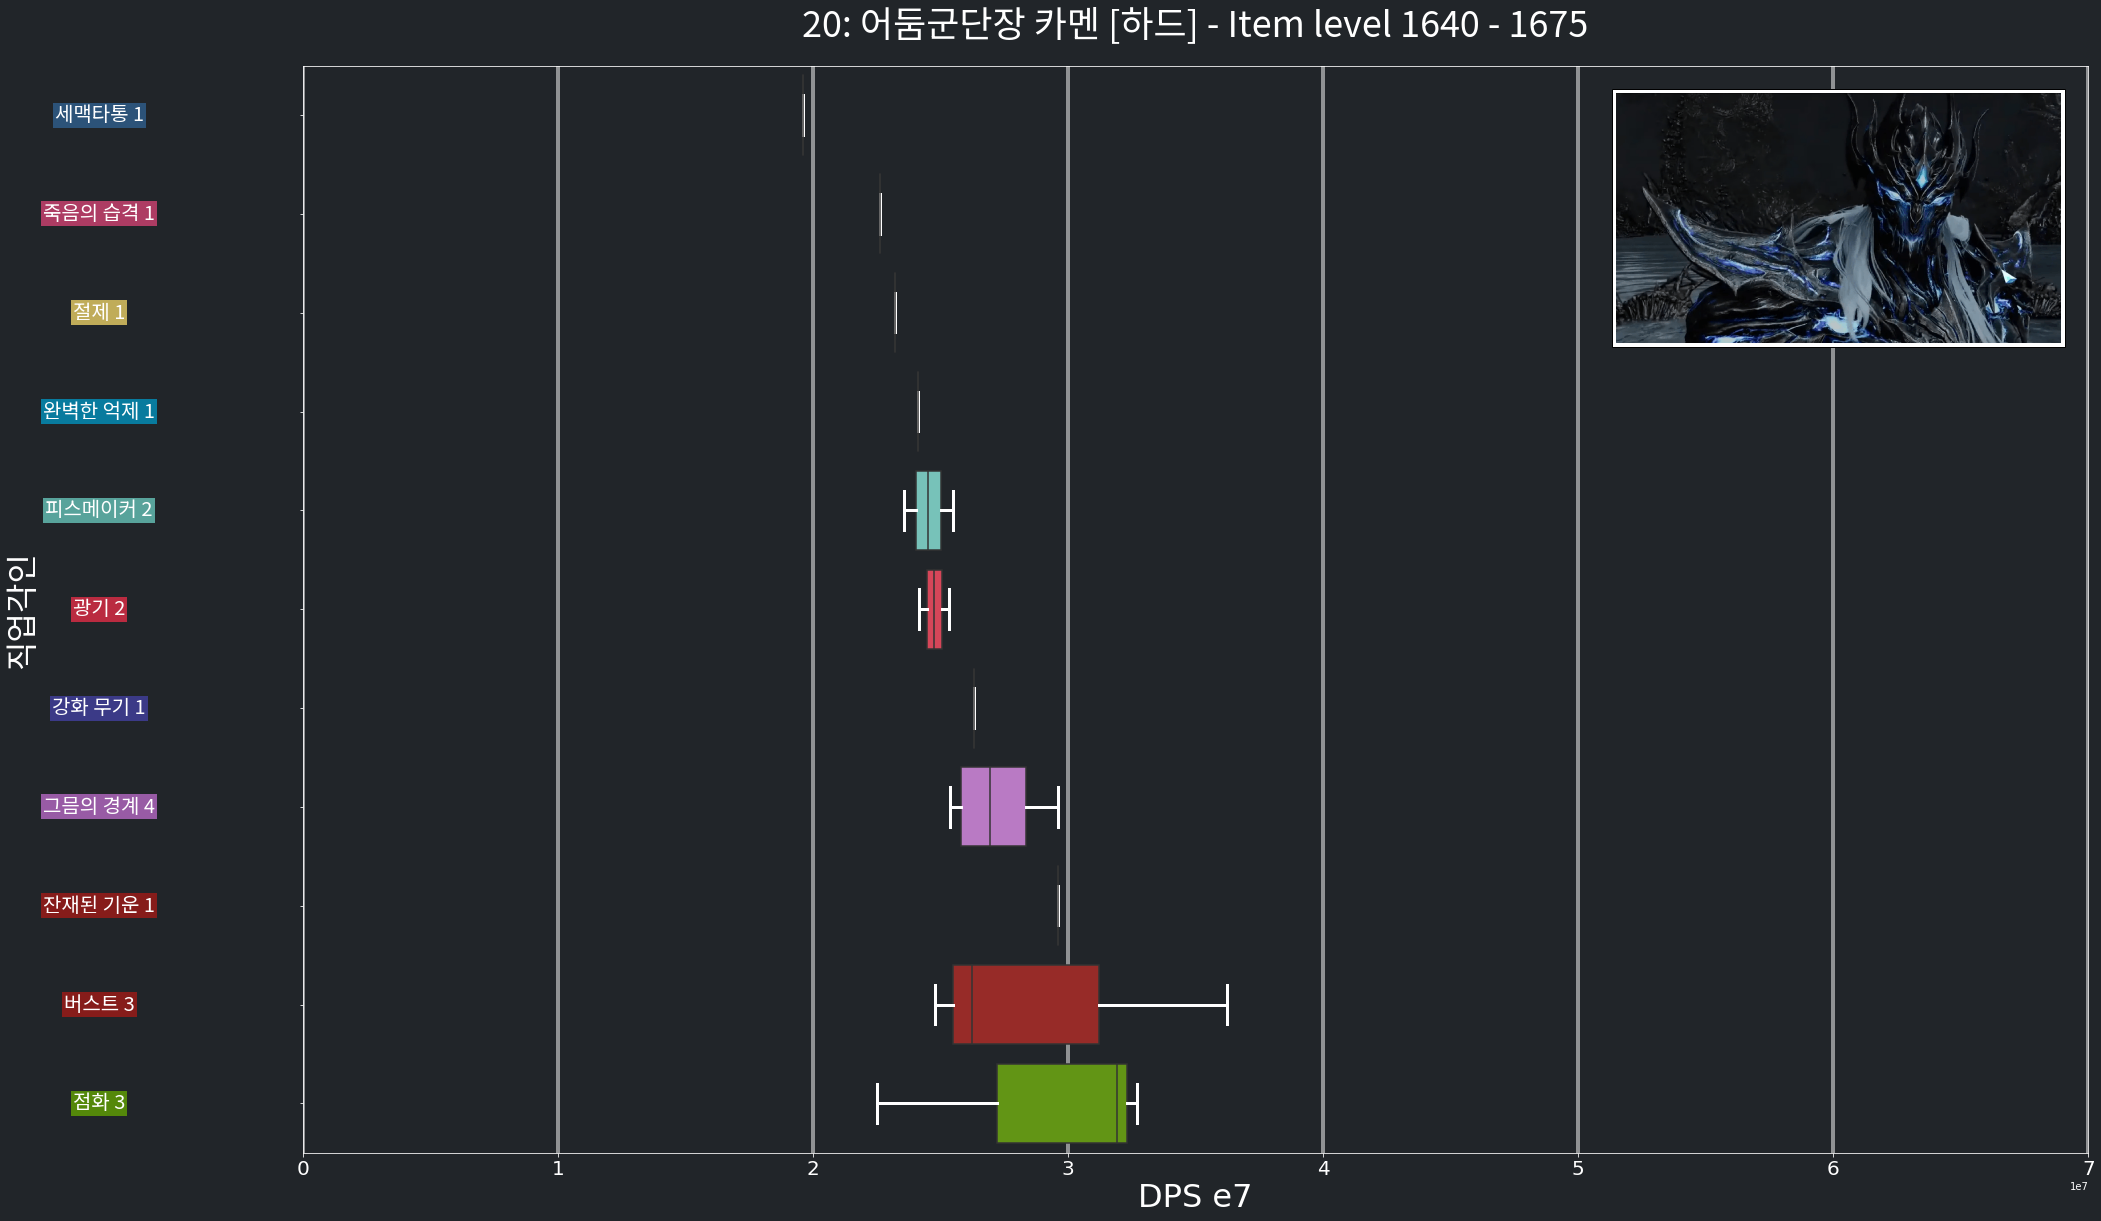 20: 어둠군단장 카멘 [하드] - Item level 1640 - 1675
직업각인
세맥타통 1
죽음의 습격 1
절제 1
완벽한 억제 1
피스메이커 2
광기 2
강화 무기 1
그믐의 경계 4
잔재된 기운 1
버스트 3
점화 3
0 1 2 3 4 5 6 7
1e7
DPS e7